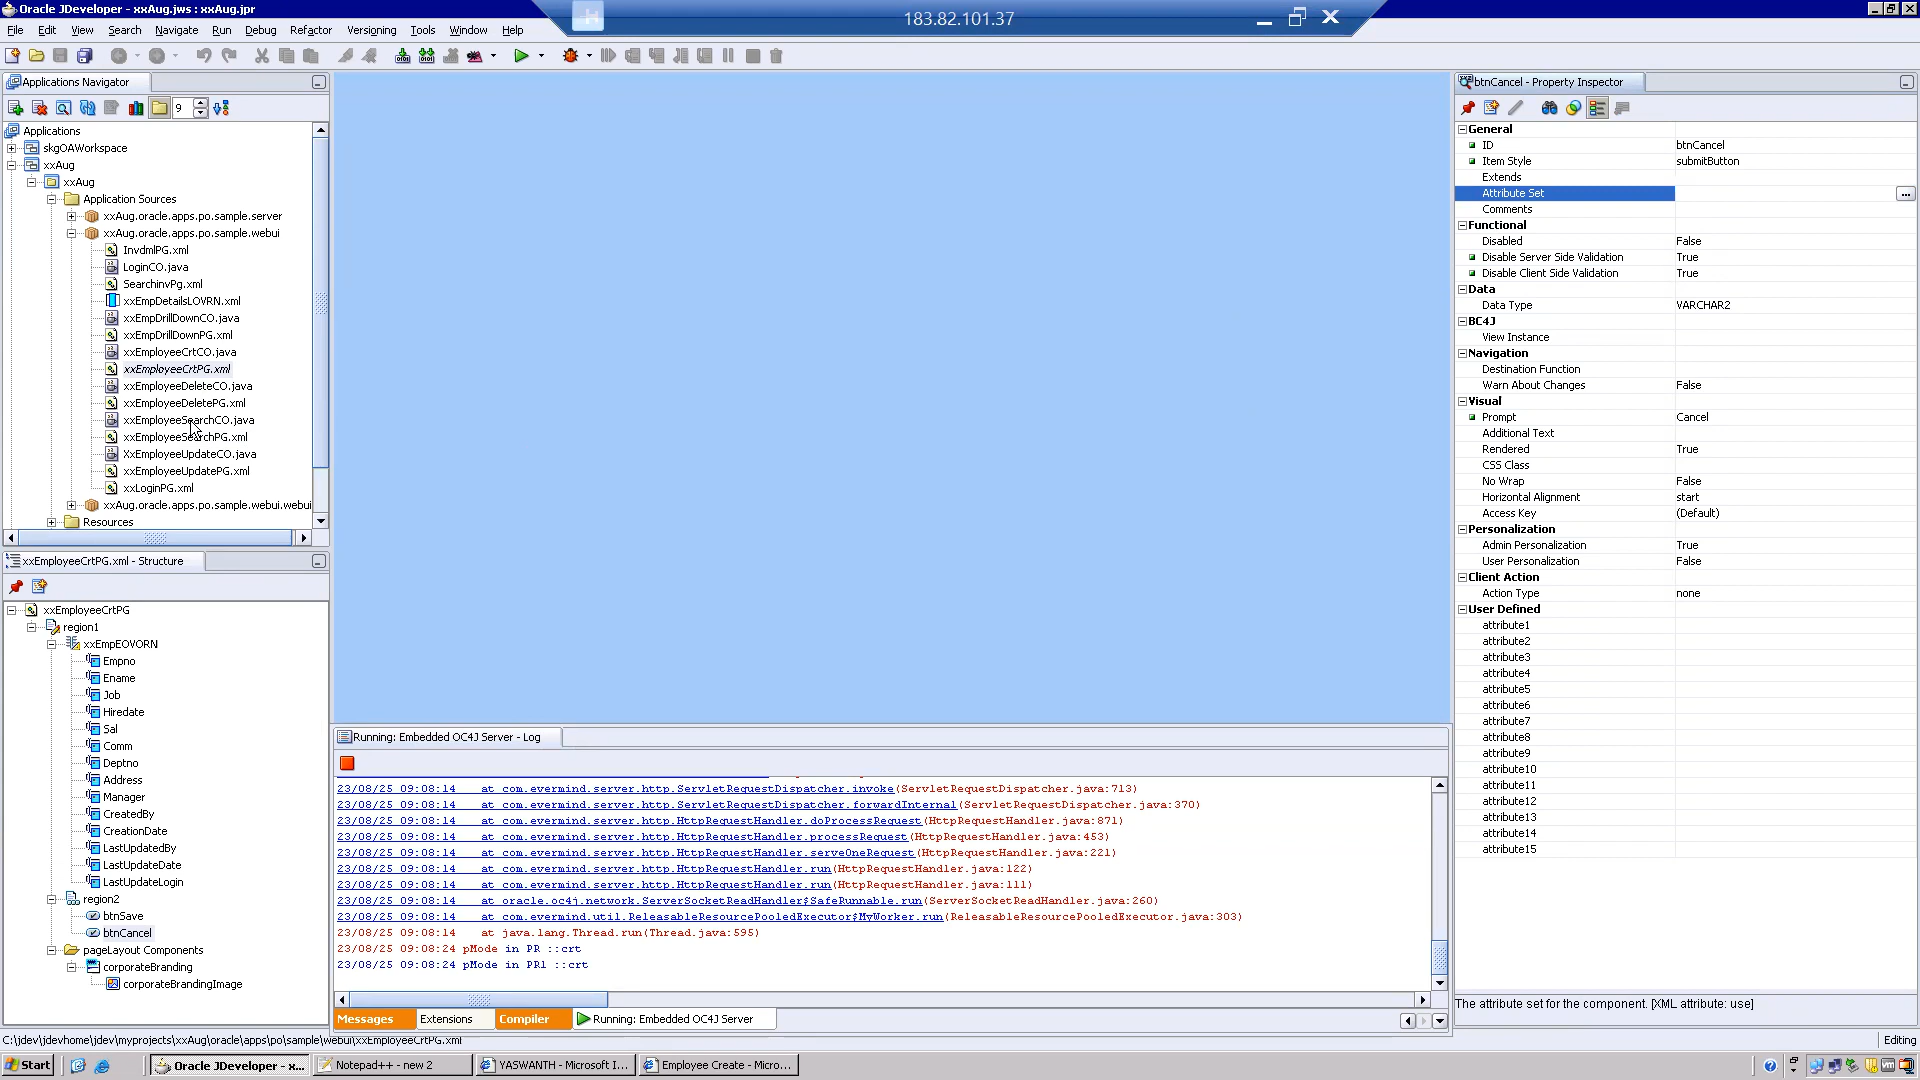 Oracle JDeveloper - xxAug.jws : xxAug.jpr
183.82.101.37
File Edit View Search Navigate Run Debug Refactor Versioning Tools Window Help
Applications Navigator
9
Applications
skgOAWorkspace
xxAug
xxAug
Application Sources
xxAug.oracle.apps.po.sample.server
xxAug.oracle.apps.po.sample.webui
InvdmlPG.xml
LoginCO.java
SearchinvPg.xml
xxEmpDetailsLOVRN.xml
xxEmpDrillDownCO.java
xxEmpDrillDownPG.xml
xxEmployeeCrtCO.java
xxEmployeeCrtPG.xml
xxEmployeeDeleteCO.java
xxEmployeeDeletePG.xml
xxEmployeeSearchCO.java
xxEmployeeSearchPG.xml
XxEmployeeUpdateCO.java
xxEmployeeUpdatePG.xml
xxLoginPG.xml
xxAug.oracle.apps.po.sample.webui.webui
Resources
xxEmployeeCrtPG.xml - Structure
xxEmployeeCrtPG
region1
xxEmpEOVORN
Empno
Ename
Job
Hiredate
Sal
Comm
Deptno
Address
Manager
CreatedBy
CreationDate
LastUpdatedBy
LastUpdateDate
LastUpdateLogin
region2
btnSave
btnCancel
pageLayout Components
corporateBranding
corporateBrandingImage
Running: Embedded OC4J Server - Log
23/08/25 09:08:14 at com.evermind.server.http.ServletRequestDispatcher.invoke(ServletRequestDispatcher.java:713)
23/08/25 09:08:14 at com.evermind.server.http.ServletRequestDispatcher.forwardInternal(ServletRequestDispatcher.java:370)
23/08/25 09:08:14 at com.evermind.server.http.HttpRequestHandler.doProcessRequest(HttpRequestHandler.java:871)
23/08/25 09:08:14 at com.evermind.server.http.HttpRequestHandler.processRequest(HttpRequestHandler.java:453)
23/08/25 09:08:14 at com.evermind.server.http.HttpRequestHandler.serveOneRequest(HttpRequestHandler.java:221)
23/08/25 09:08:14 at com.evermind.server.http.HttpRequestHandler.run(HttpRequestHandler.java:122)
23/08/25 09:08:14 at com.evermind.server.http.HttpRequestHandler.run(HttpRequestHandler.java:111)
23/08/25 09:08:14 at oracle.oc4j.network.ServerSocketReadHandler$SafeRunnable.run(ServerSocketReadHandler.java:260)
23/08/25 09:08:14 at com.evermind.util.ReleasableResourcePooledExecutor$MyWorker.run(ReleasableResourcePooledExecutor.java:303)
23/08/25 09:08:14 at java.lang.Thread.run(Thread.java:595)
23/08/25 09:08:24 pMode in PR ::crt
23/08/25 09:08:24 pMode in PR1 ::crt
Messages Extensions Compiler Running: Embedded OC4J Server
btnCancel - Property Inspector
General
ID btnCancel
Item Style submitButton
Extends
Attribute Set ...
Comments
Functional
Disabled False
Disable Server Side Validation True
Disable Client Side Validation True
Data
Data Type VARCHAR2
BC4J
View Instance
Navigation
Destination Function
Warn About Changes False
Visual
Prompt Cancel
Additional Text
Rendered True
CSS Class
No Wrap False
Horizontal Alignment start
Access Key (Default)
Personalization
Admin Personalization True
User Personalization False
Client Action
Action Type none
User Defined
attribute1
attribute2
attribute3
attribute4
attribute5
attribute6
attribute7
attribute8
attribute9
attribute10
attribute11
attribute12
attribute13
attribute14
attribute15
The attribute set for the component. [XML attribute: use]
C:\jdev\jdevhome\jdev\myprojects\xxAug\oracle\apps\po\sample\webui\xxEmployeeCrtPG.xml
Editing
Start Oracle JDeveloper - x... Notepad++ - new 2 YASWANTH - Microsoft I... Employee Create - Micro...